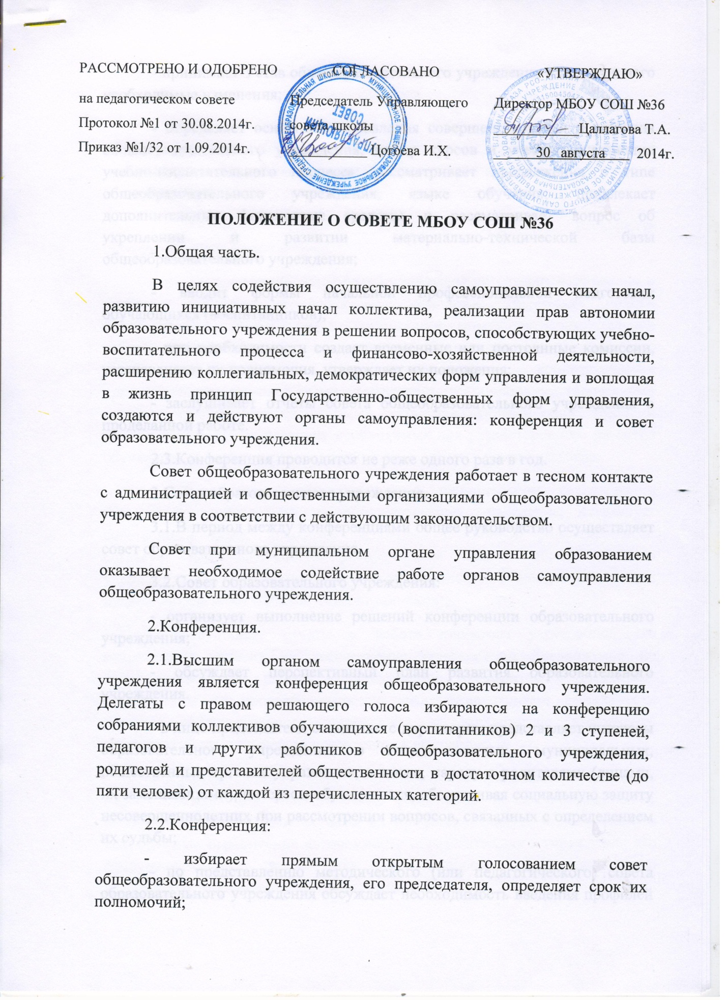 РАССМОТРЕНО И ОДОБРЕНО СОГЛАСОВАНО «УТВЕРЖДАЮ»
на педагогическом совете Председатель Управляющего Директор МБОУ СОШ №36
Протокол №1 от 30.08.2014г. совета школы Цаллагова Т.А.
Приказ №1/32 от 1.09.2014г. Цогоева И.Х. 30 августа 2014г.
УПРАВЛЯЮЩИЙ
СОВЕТ
ПОЛОЖЕНИЕ О СОВЕТЕ МБОУ СОШ №36
1.Общая часть.
В целях содействия осуществлению самоуправленческих начал,
развитию инициативных начал коллектива, реализации прав автономии
образовательного учреждения в решении вопросов, способствующих учебно-
воспитательного процесса и финансово-хозяйственной деятельности,
расширению коллегиальных, демократических форм управления и воплощая
в жизнь принцип Государственно-общественных форм управления,
создаются и действуют органы самоуправления: конференция и совет
образовательного учреждения.
Совет общеобразовательного учреждения работает в тесном контакте
с администрацией и общественными организациями общеобразовательного
учреждения в соответствии с действующим законодательством.
Совет при муниципальном органе управления образованием
оказывает необходимое содействие работе органов самоуправления
общеобразовательного учреждения.
2.Конференция.
2.1.Высшим органом самоуправления общеобразовательного
учреждения является конференция общеобразовательного учреждения.
Делегаты с правом решающего голоса избираются на конференцию
собраниями коллективов обучающихся (воспитанников) 2 и 3 ступеней,
педагогов и других работников общеобразовательного учреждения,
родителей и представителей общественности в достаточном количестве (до
пяти человек) от каждой из перечисленных категорий.
2.2.Конференция:
- избирает прямым открытым голосованием совет
общеобразовательного учреждения, его председателя, определяет срок их
полномочий;